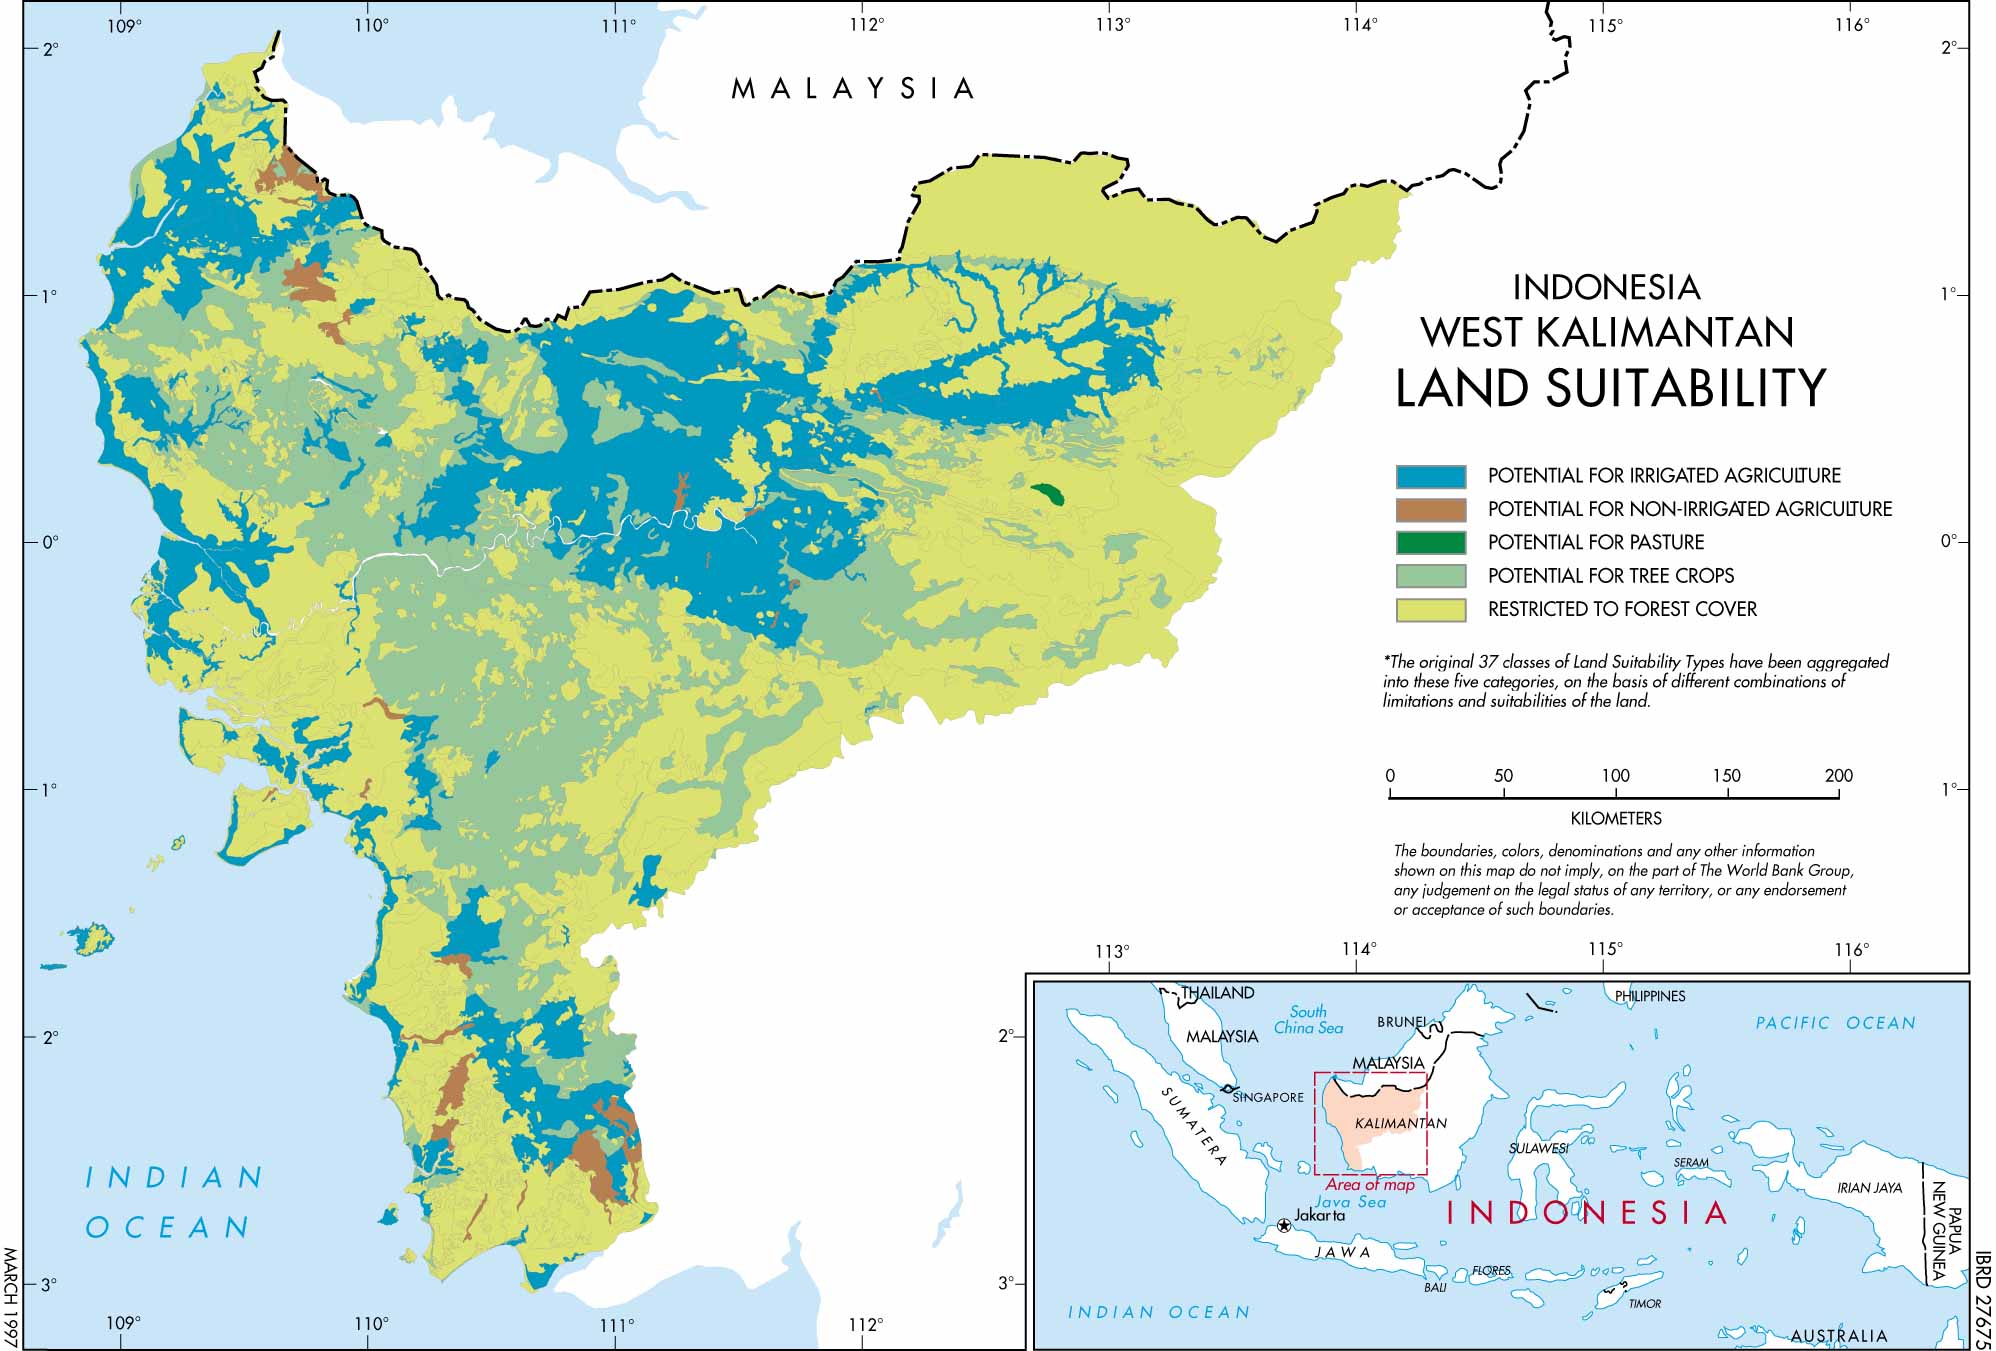 109°
110°
111°
112°
113°
114°
115°
116°
2°
2°
MALAYSIA
INDONESIA
WEST KALIMANTAN
LAND SUITABILITY
1°
1°
POTENTIAL FOR IRRIGATED AGRICULTURE
POTENTIAL FOR NON-IRRIGATED AGRICULTURE
POTENTIAL FOR PASTURE
POTENTIAL FOR TREE CROPS
RESTRICTED TO FOREST COVER
0°
0°
*The original 37 classes of Land Suitability Types have been aggregated
into these five categories, on the basis of different combinations of
limitations and suitabilities of the land.
0 50 100 150 200
KILOMETERS
1°
1°
The boundaries, colors, denominations and any other information
shown on this map do not imply, on the part of The World Bank Group,
any judgement on the legal status of any territory, or any endorsement
or acceptance of such boundaries.
113°
114°
115°
116°
2°
2°
INDIAN
OCEAN
3°
3°
109°
110°
111°
112°
THAILAND
South
China Sea
PHILIPPINES
BRUNEI
PACIFIC OCEAN
MALAYSIA
MALAYSIA
SINGAPORE
SUMATERA
KALIMANTAN
SULAWESI
SERAM
IRIAN JAYA
PAPUA
NEW GUINEA
Area of map
Java Sea
INDONESIA
Jakarta
JAWA
BALI
FLORES
TIMOR
INDIAN OCEAN
AUSTRALIA
MARCH 1997
IBRD 27675